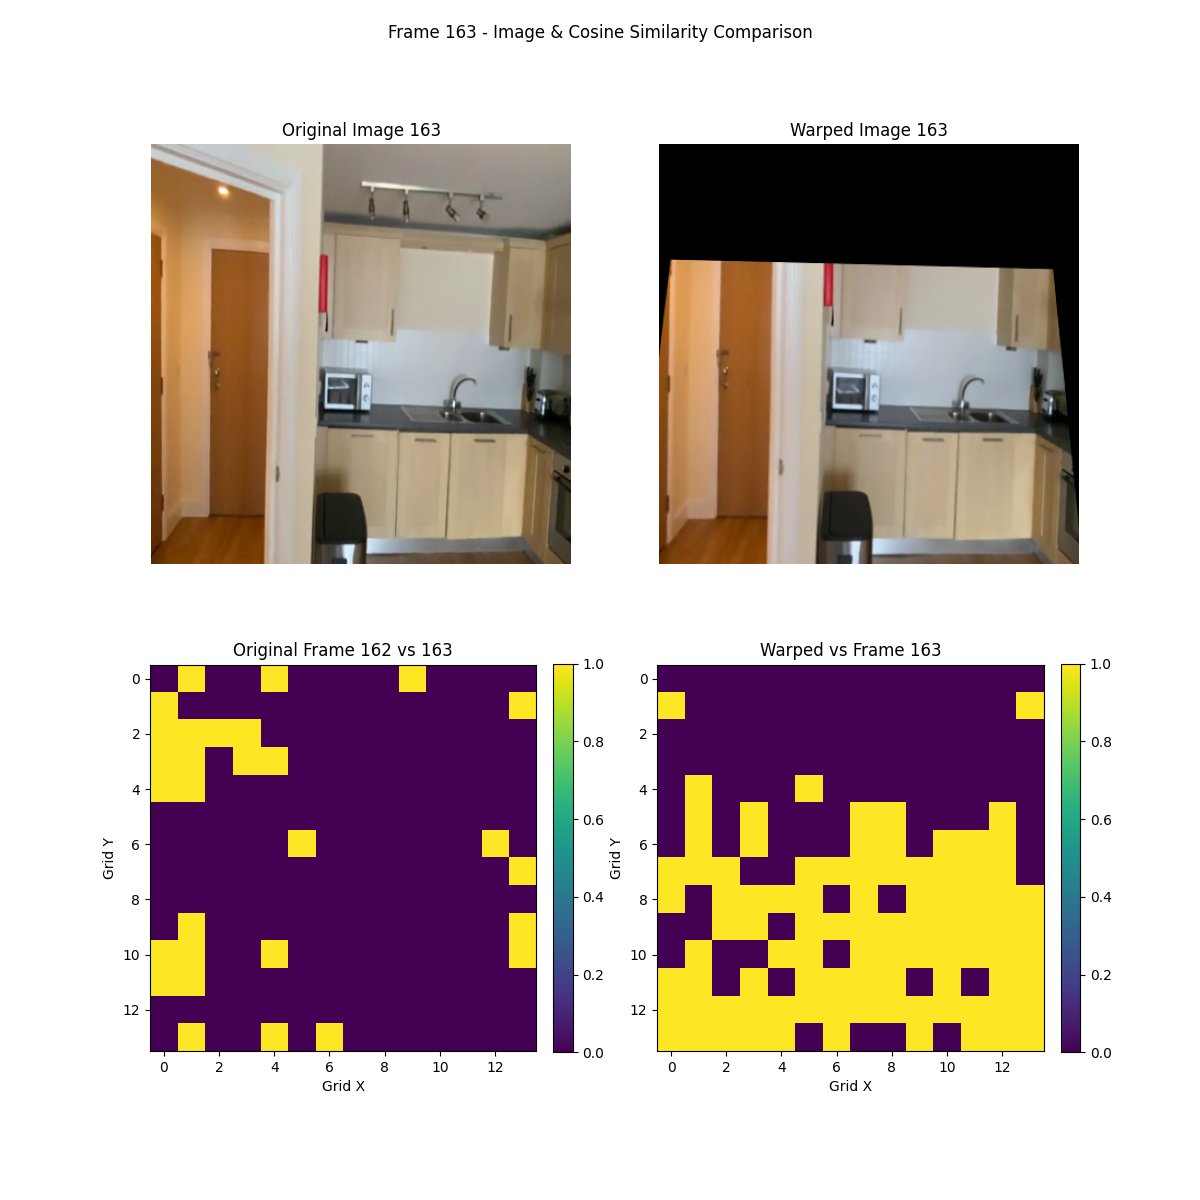 Frame 163 - Image & Cosine Similarity Comparison
Original Image 163
Warped Image 163
Original Frame 162 vs 163
Warped vs Frame 163
0
2
4
6
8
10
12
Grid Y
0 2 4 6 8 10 12
Grid X
1.0
0.8
0.6
0.4
0.2
0.0
0
2
4
6
8
10
12
Grid Y
0 2 4 6 8 10 12
Grid X
1.0
0.8
0.6
0.4
0.2
0.0